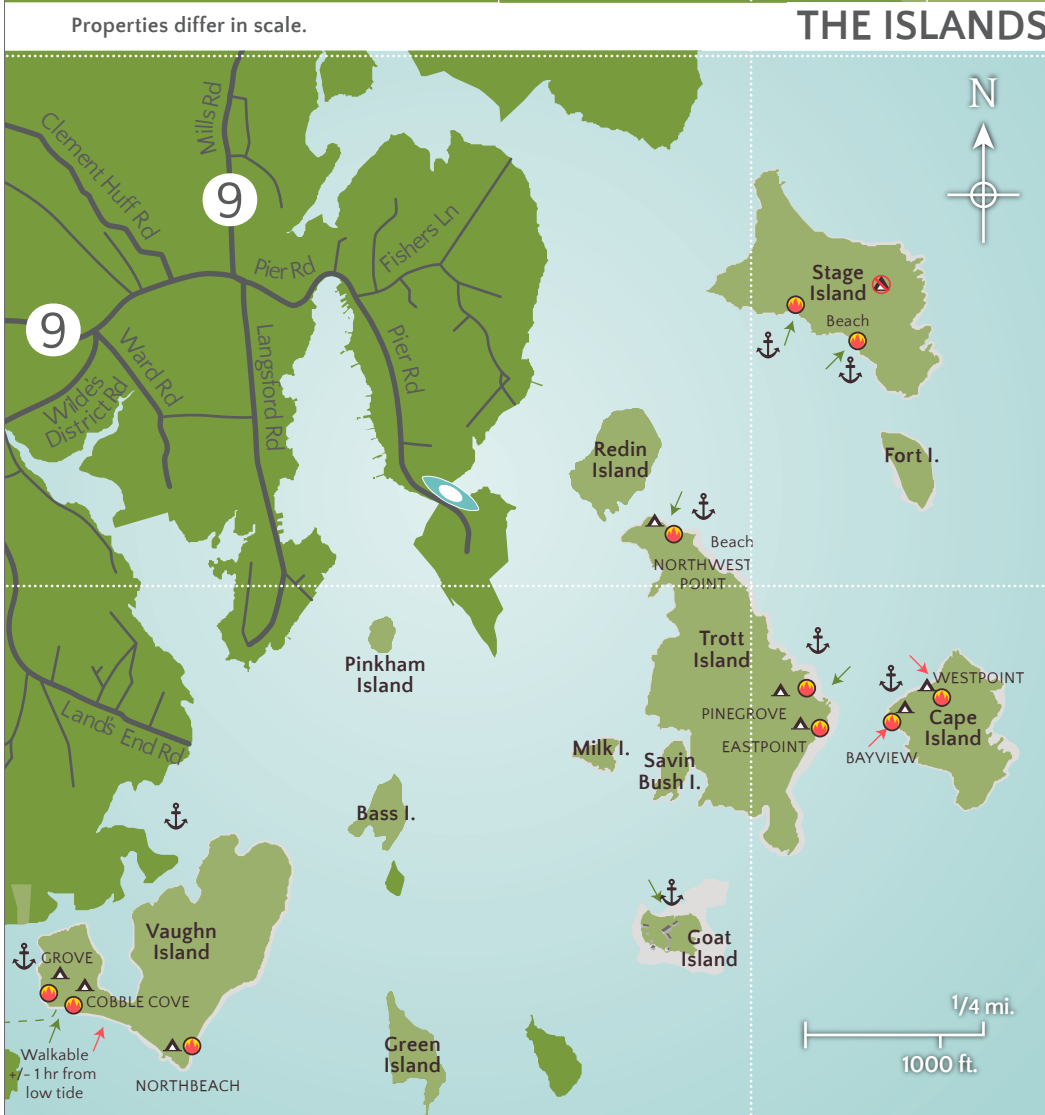 Properties differ in scale.
THE ISLANDS
N
Mills Rd
Clement Huff Rd
9
Pier Rd
Fishers Ln
Stage
Island
Beach
9
Ward Rd
Langsford Rd
Pier Rd
Wilde's
District Rd
Redin
Island
Fort I.
Beach
NORTHWEST
POINT
Trott
Island
Pinkham
Island
WESTPOINT
PINEGROVE
Cape
Island
Land's End Rd
Milk I.
EASTPOINT
BAYVIEW
Savin
Bush I.
Bass I.
Vaughn
Island
Goat
Island
GROVE
COBBLE COVE
1/4 mi.
1000 ft.
Green
Island
Walkable
+/- 1 hr from
low tide
NORTHBEACH